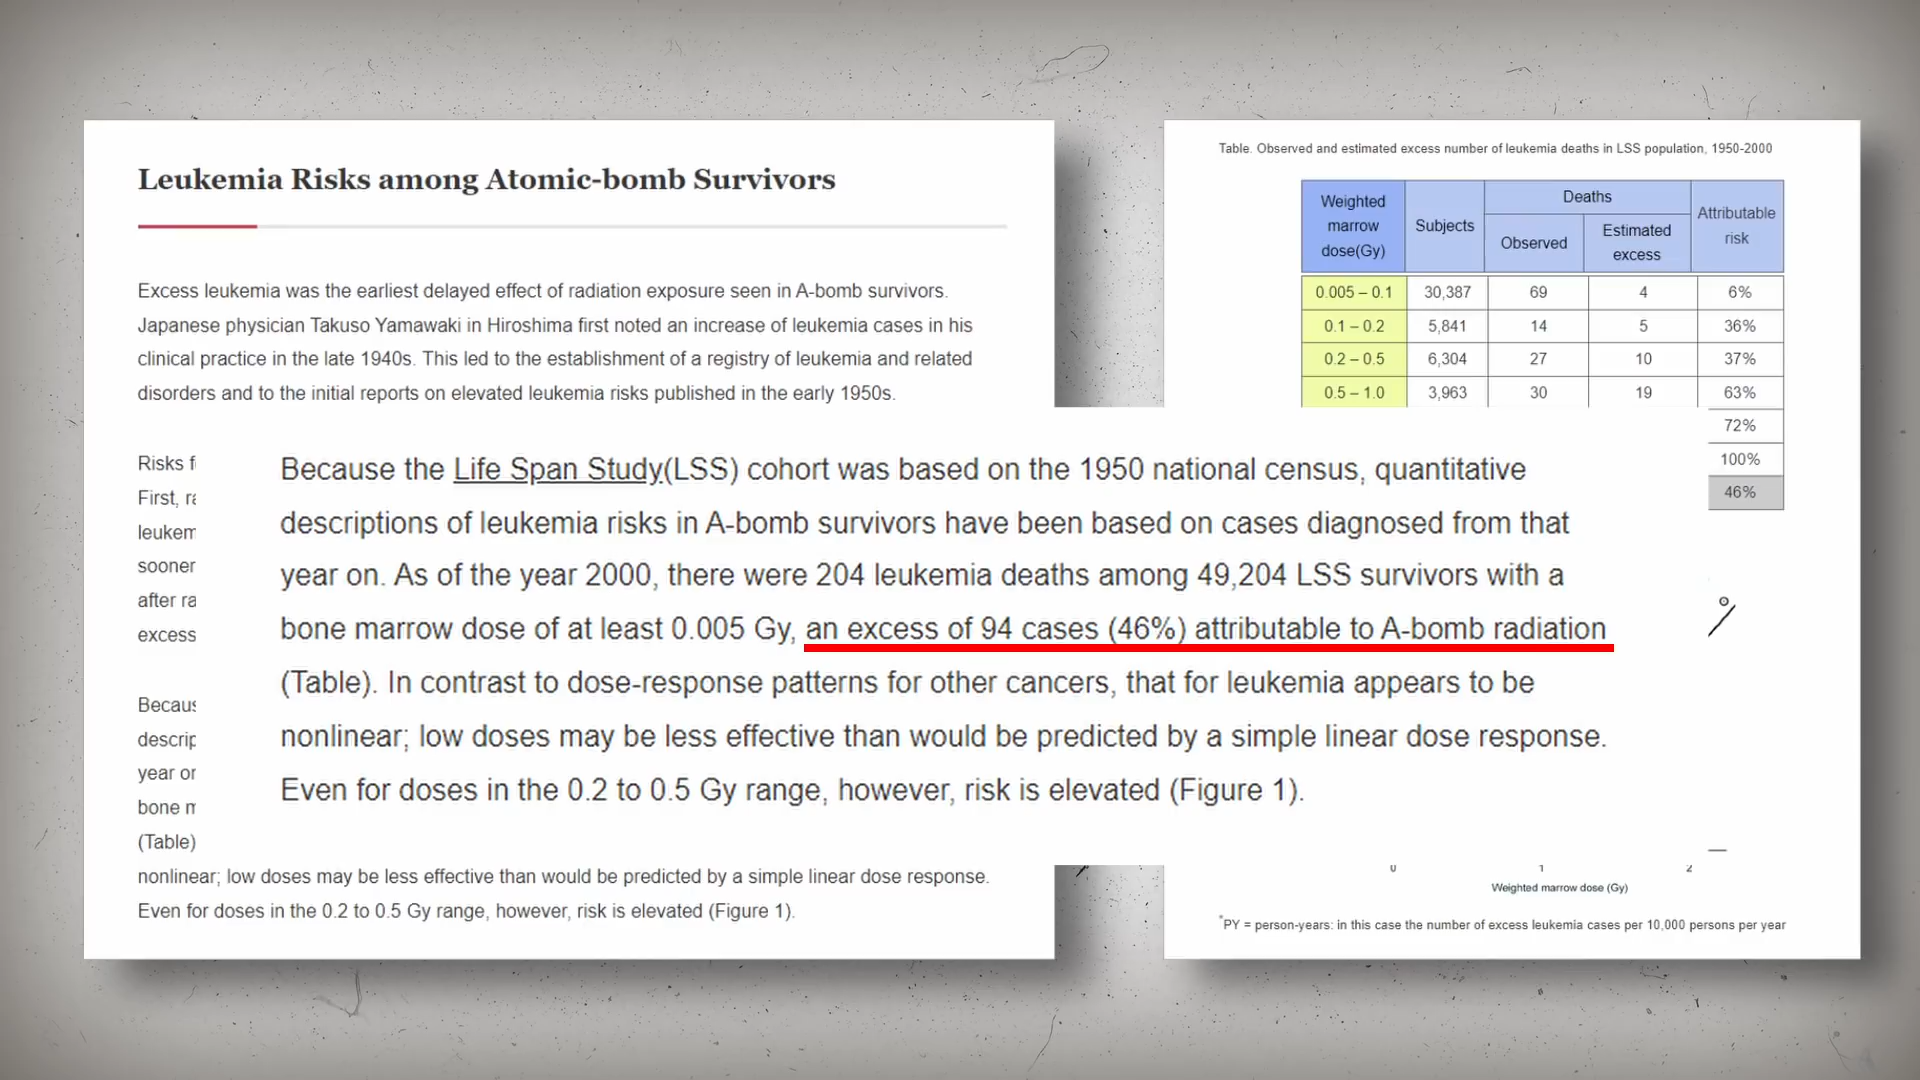 Leukemia Risks among Atomic-bomb Survivors
Excess leukemia was the earliest delayed effect of radiation exposure seen in A-bomb survivors.
Japanese physician Takuso Yamawaki in Hiroshima first noted an increase of leukemia cases in his
clinical practice in the late 1940s. This led to the establishment of a registry of leukemia and related
disorders and to the initial reports on elevated leukemia risks published in the early 1950s.
Risks f
First, ra
leukem
sooner
after ra
excess
Becaus
descrip
year or
bone m
(Table)
nonlinear; low doses may be less effective than would be predicted by a simple linear dose response.
Even for doses in the 0.2 to 0.5 Gy range, however, risk is elevated (Figure 1).
Because the Life Span Study(LSS) cohort was based on the 1950 national census, quantitative
descriptions of leukemia risks in A-bomb survivors have been based on cases diagnosed from that
year on. As of the year 2000, there were 204 leukemia deaths among 49,204 LSS survivors with a
bone marrow dose of at least 0.005 Gy, an excess of 94 cases (46%) attributable to A-bomb radiation
(Table). In contrast to dose-response patterns for other cancers, that for leukemia appears to be
nonlinear; low doses may be less effective than would be predicted by a simple linear dose response.
Even for doses in the 0.2 to 0.5 Gy range, however, risk is elevated (Figure 1).
Table. Observed and estimated excess number of leukemia deaths in LSS population, 1950-2000
Weighted marrow dose(Gy) Subjects Deaths Observed Estimated excess Attributable risk
0.005 – 0.1 30,387 69 4 6%
0.1 – 0.2 5,841 14 5 36%
0.2 – 0.5 6,304 27 10 37%
0.5 – 1.0 3,963 30 19 63%
72%
100%
46%
0 1 2
Weighted marrow dose (Gy)
*PY = person-years: in this case the number of excess leukemia cases per 10,000 persons per year